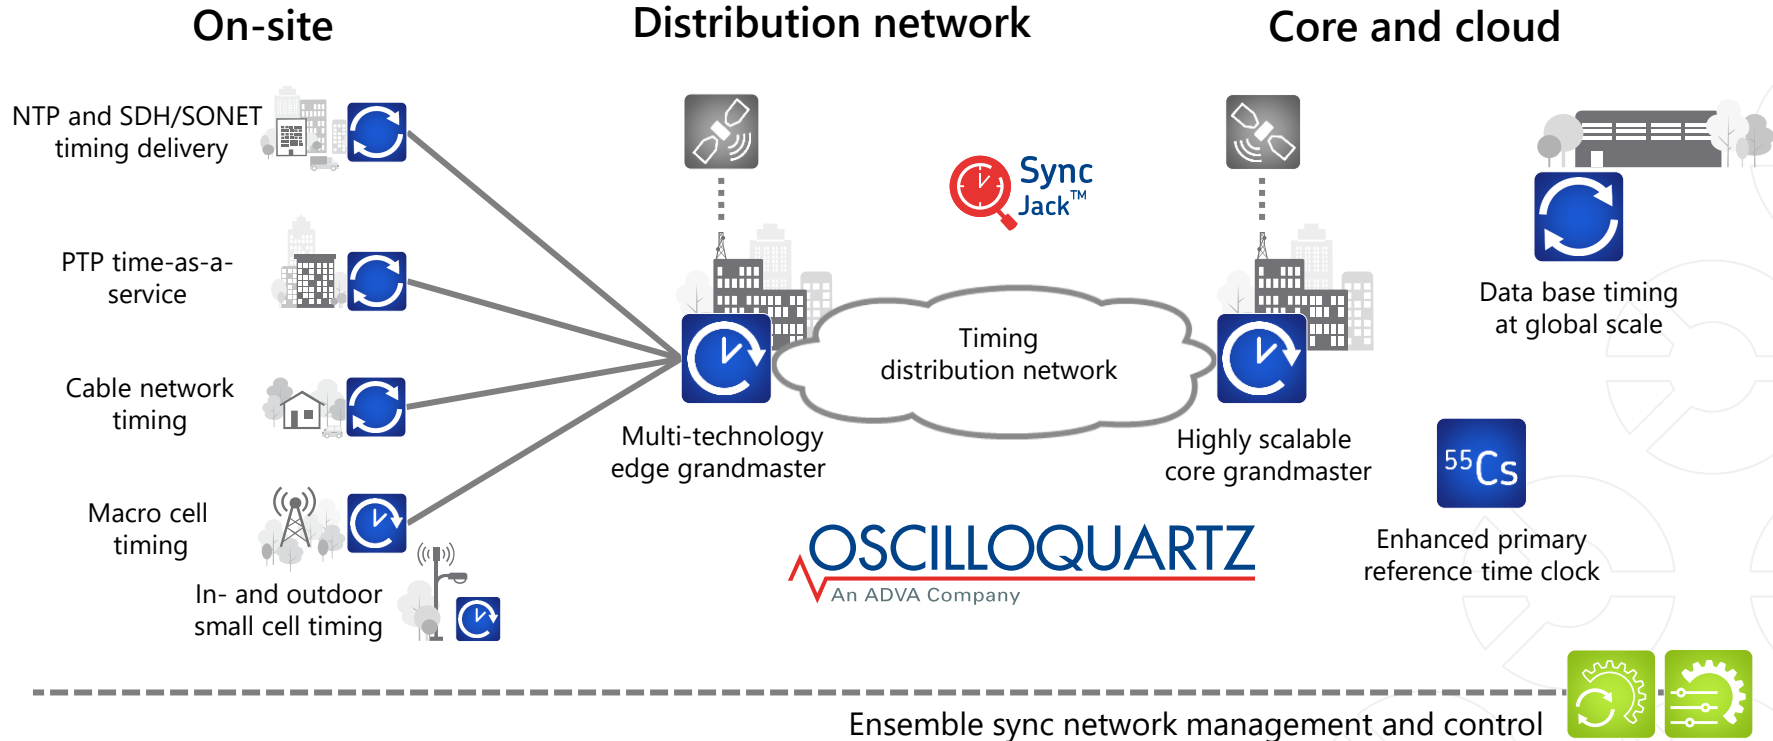 On-site
Distribution network
Core and cloud
NTP and SDH/SONET
timing delivery
PTP time-as-a-
service
Cable network
timing
Macro cell
timing
In- and outdoor
small cell timing
Sync
Jack™
Timing
distribution network
Multi-technology
edge grandmaster
Highly scalable
core grandmaster
Data base timing
at global scale
⁵⁵Cs
Enhanced primary
reference time clock
OSCILLOQUARTZ
An ADVA Company
Ensemble sync network management and control